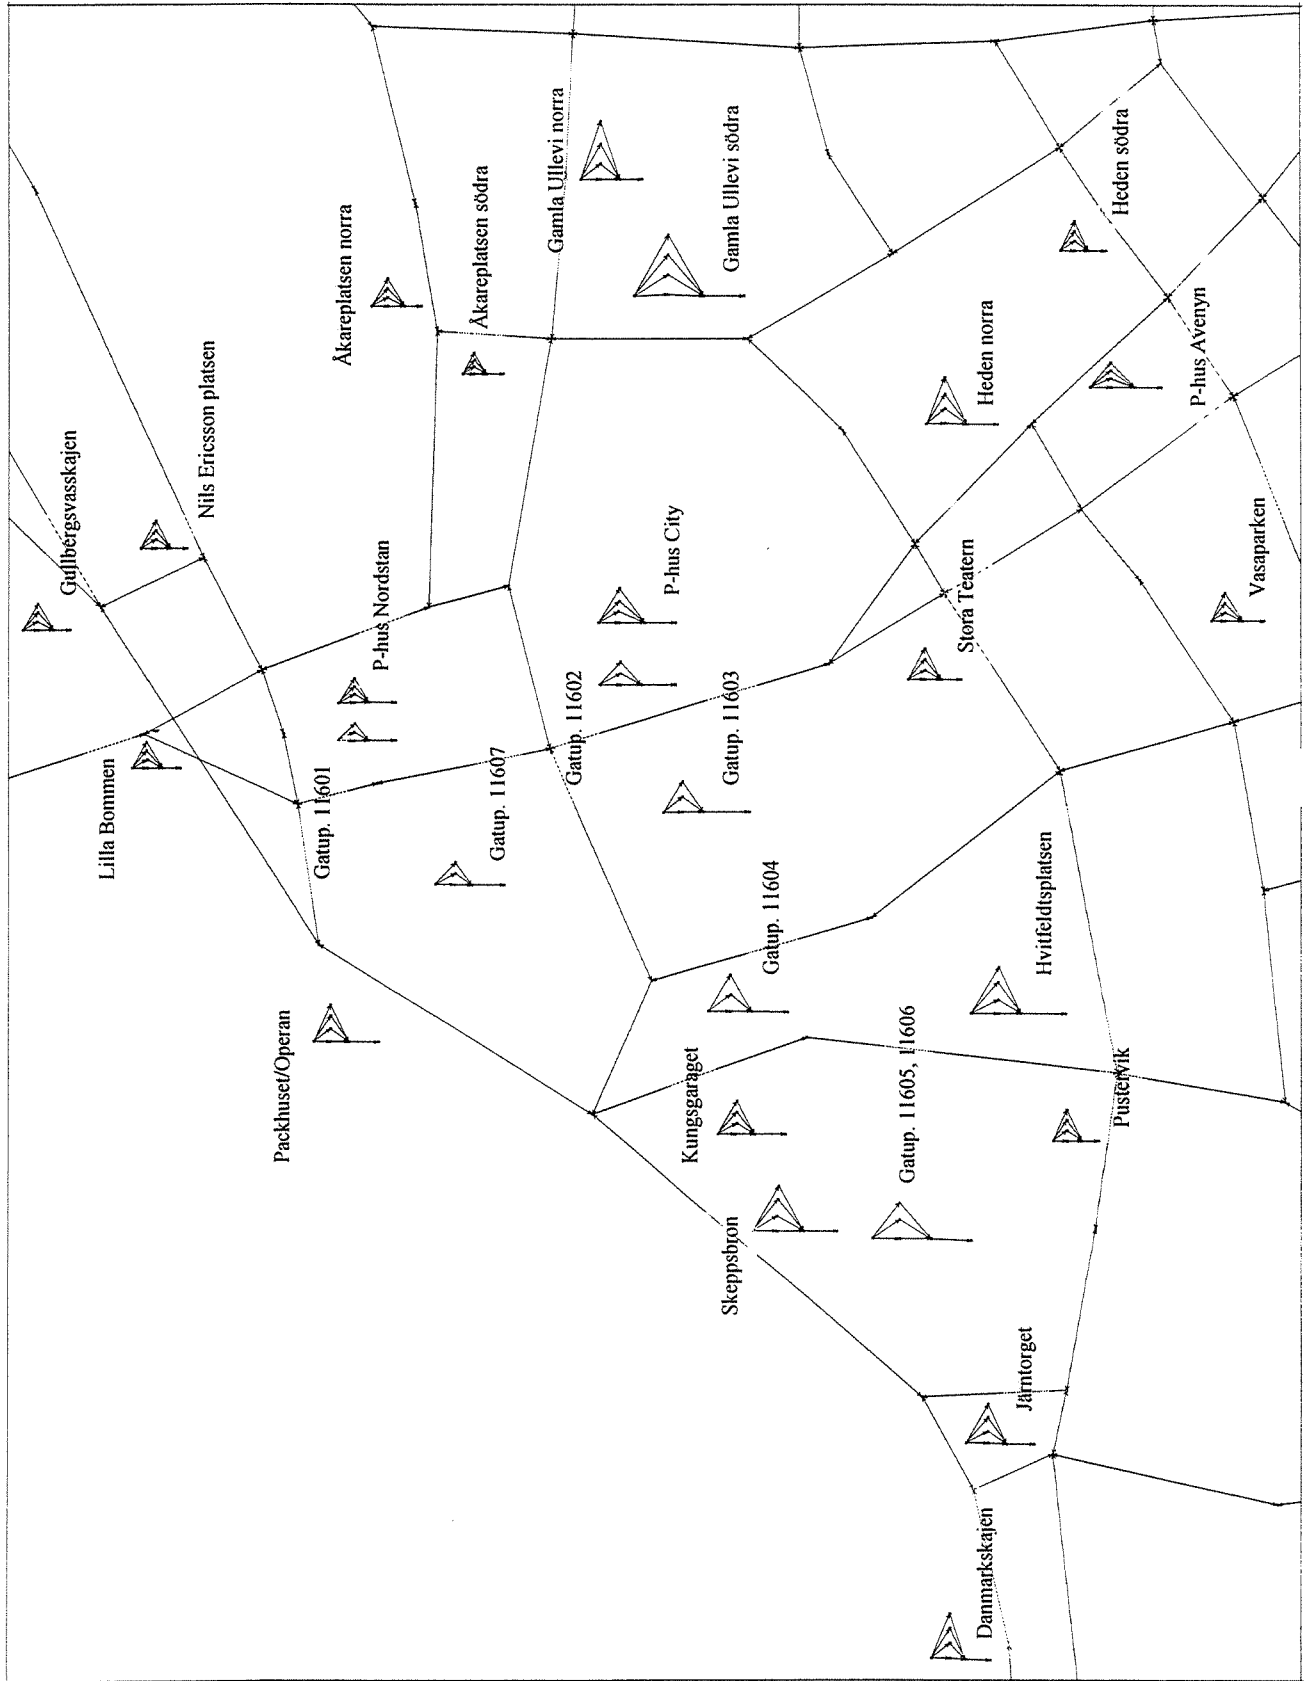 Gullbergsvasskajen
Nils Ericsson platsen
Lilla Bommen
P-hus Nordstan
Gatup. 11601
Packhuset/Operan
Åkareplatsen norra
Åkareplatsen södra
Gamla Ullevi norra
Gamla Ullevi södra
Gatup. 11607
Gatup. 11602
P-hus City
Gatup. 11603
Gatup. 11604
Kungsgaraget
Skeppsbron
Gatup. 11605, 11606
Heden norra
Heden södra
P-hus Avenyn
Stora Teatern
Vasaparken
Hvitfeldtsplatsen
Pustervik
Järntorget
Danmarkskajen